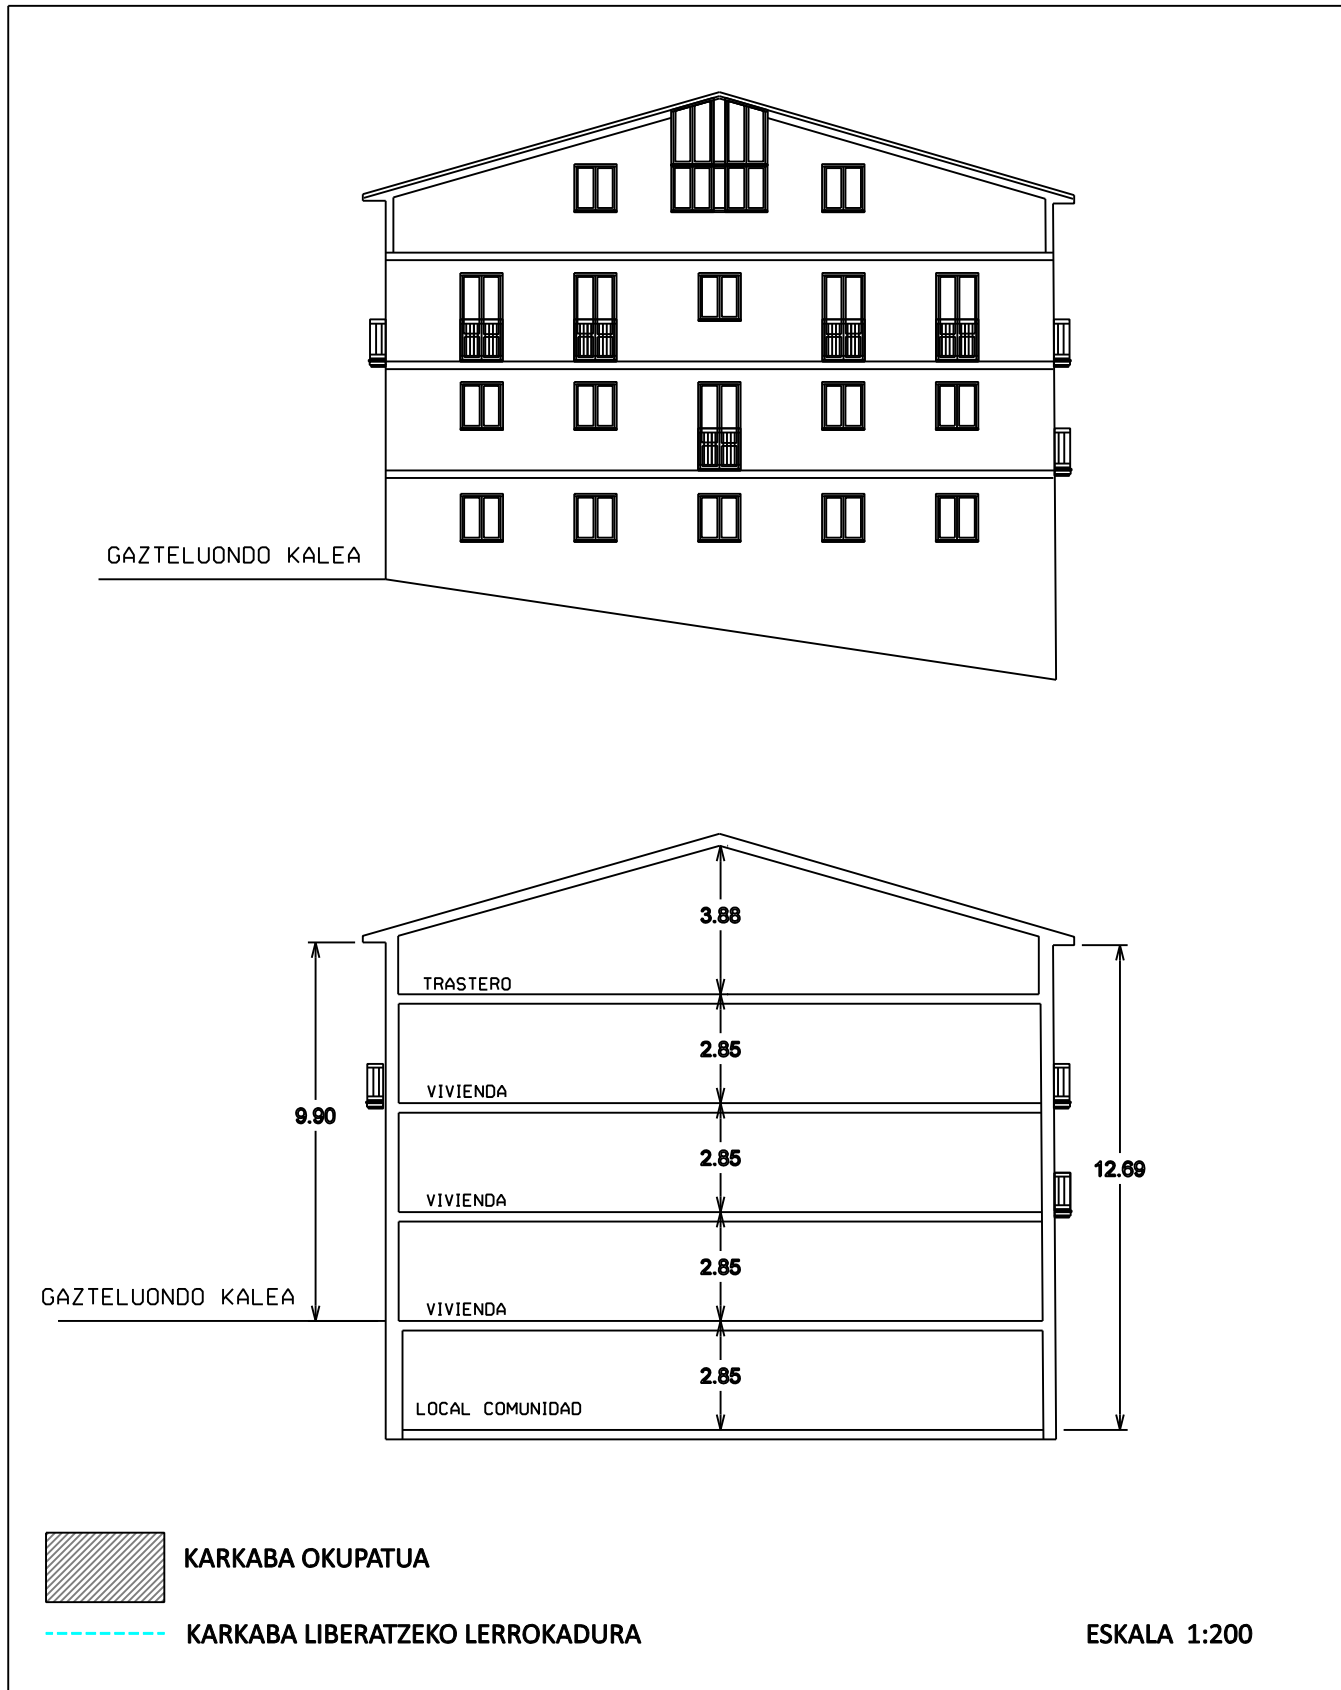 GAZTELUONDO KALEA
3.88
TRASTERO
2.85
VIVIENDA
9.90
2.85
12.69
VIVIENDA
2.85
GAZTELUONDO KALEA
VIVIENDA
2.85
LOCAL COMUNIDAD
KARKABA OKUPATUA
KARKABA LIBERATZEKO LERROKADURA
ESKALA 1:200